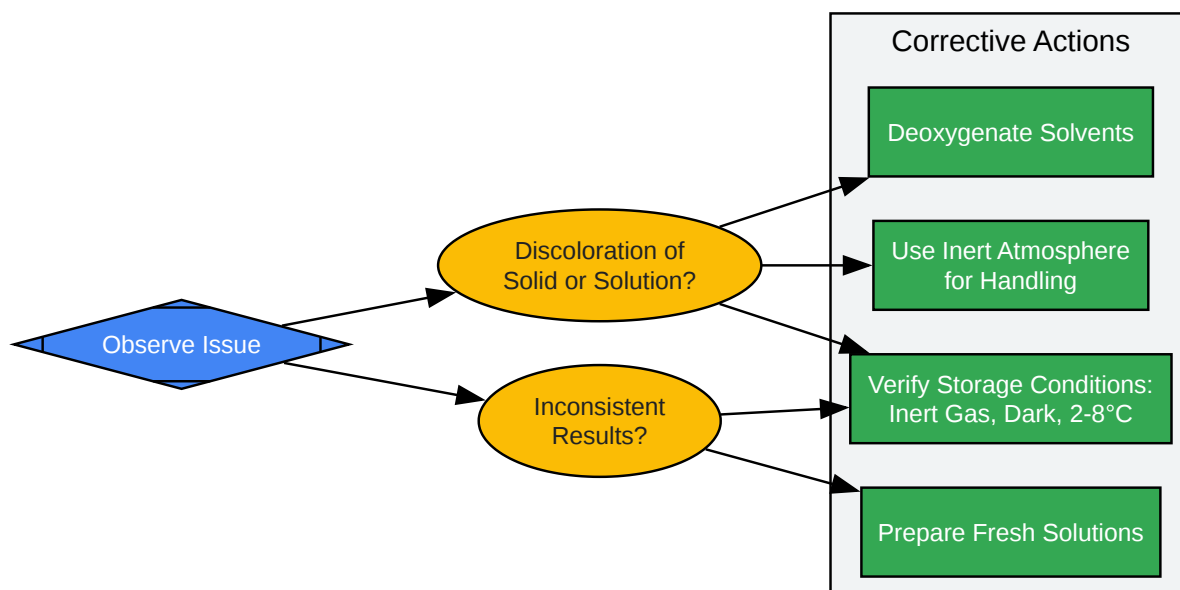 Corrective Actions
Deoxygenate Solvents
Discoloration of
Solid or Solution?
Use Inert Atmosphere
for Handling
Observe Issue
Verify Storage Conditions:
Inert Gas, Dark, 2-8°C
Inconsistent
Results?
Prepare Fresh Solutions